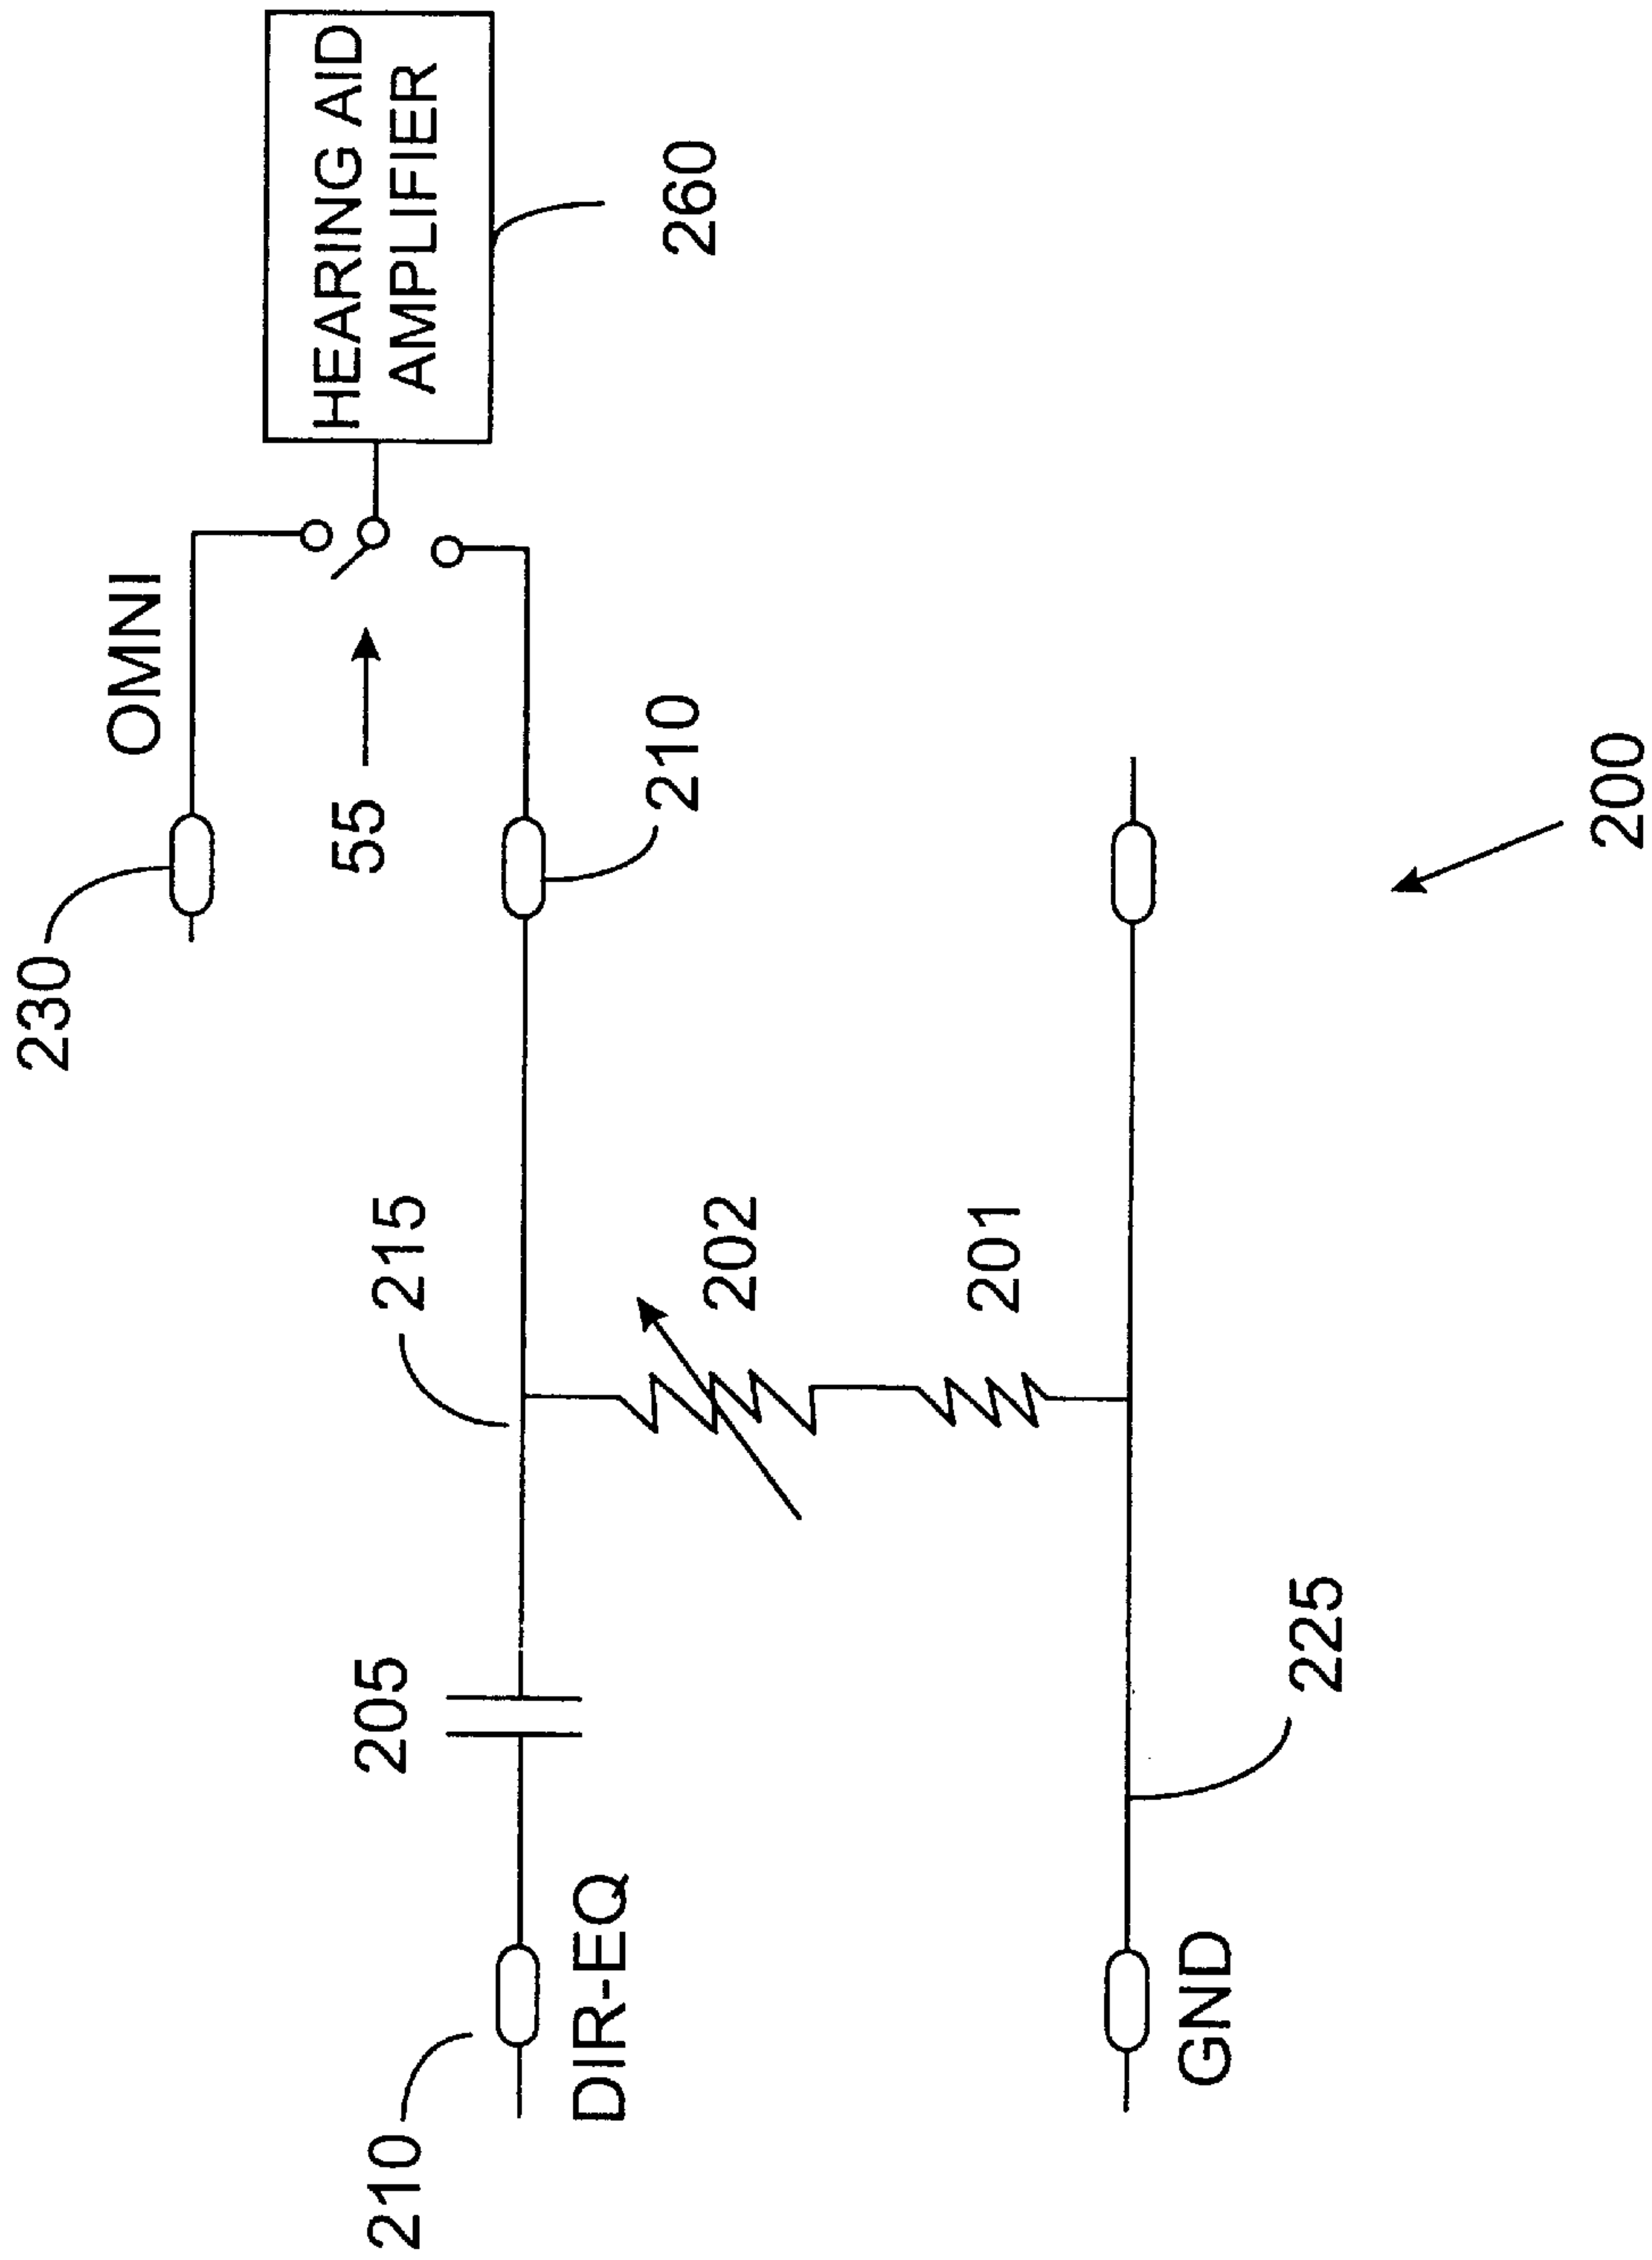 230
OMNI
HEARING AID
AMPLIFIER
260
55
210
205
215
210
DIR-EQ
202
201
GND
225
200